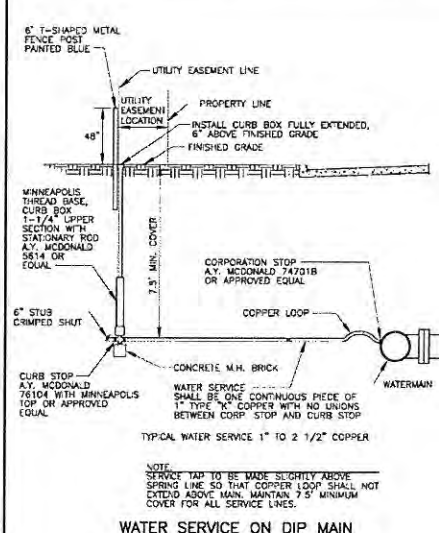 6" T-SHAPED METAL
FENCE POST
PAINTED BLUE
UTILITY EASEMENT LINE
UTILITY
EASEMENT
LOCATION
PROPERTY LINE
48"
INSTALL CURB BOX FULLY EXTENDED,
6" ABOVE FINISHED GRADE
FINISHED GRADE
MINNEAPOLIS
THREAD BASE,
CURB BOX
1-1/4" UPPER
SECTION WITH
STATIONARY ROD
A.Y. MCDONALD
5614 OR
EQUAL
7.5' MIN. COVER
CORPORATION STOP
A.Y. MCDONALD 74701B
OR APPROVED EQUAL
6" STUB
CRIMPED SHUT
COPPER LOOP
CONCRETE M.H. BRICK
CURB STOP
A.Y. MCDONALD
76104 WITH MINNEAPOLIS
TOP OR APPROVED
EQUAL
WATER SERVICE
SHALL BE ONE CONTINUOUS PIECE OF
1" TYPE "K" COPPER WITH NO UNIONS
BETWEEN CORP. STOP AND CURB STOP
WATERMAIN
TYPICAL WATER SERVICE 1" TO 2 1/2" COPPER
NOTE:
SERVICE TAP TO BE MADE SLIGHTLY ABOVE
SPRING LINE SO THAT COPPER LOOP SHALL NOT
EXTEND ABOVE MAIN. MAINTAIN 7.5' MINIMUM
COVER FOR ALL SERVICE LINES.
WATER SERVICE ON DIP MAIN